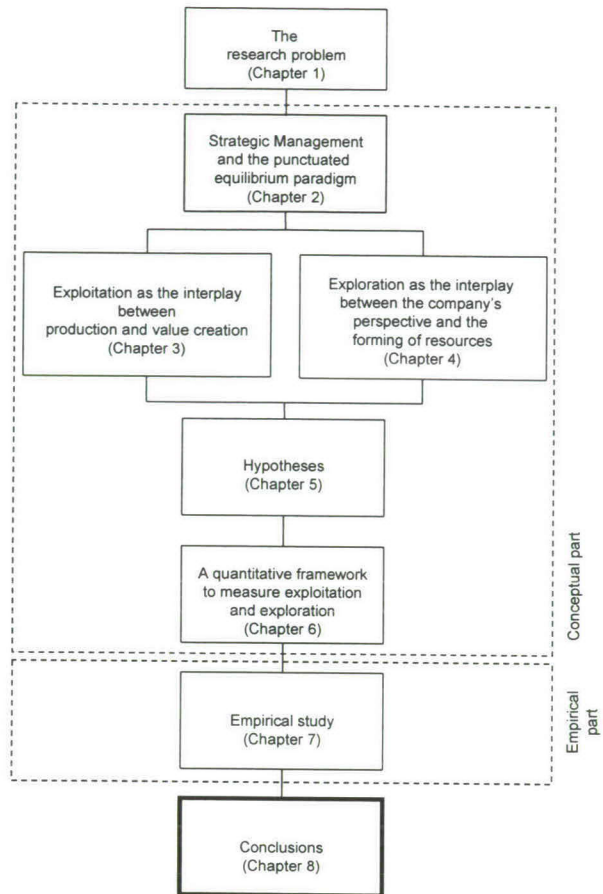 The
research problem
(Chapter 1)
Strategic Management
and the punctuated
equilibrium paradigm
(Chapter 2)
Exploitation as the interplay
between
production and value creation
(Chapter 3)
Exploration as the interplay
between the company's
perspective and the
forming of resources
(Chapter 4)
Hypotheses
(Chapter 5)
A quantitative framework
to measure exploitation
and exploration
(Chapter 6)
Conceptual part
Empirical study
(Chapter 7)
Empirical
part
Conclusions
(Chapter 8)